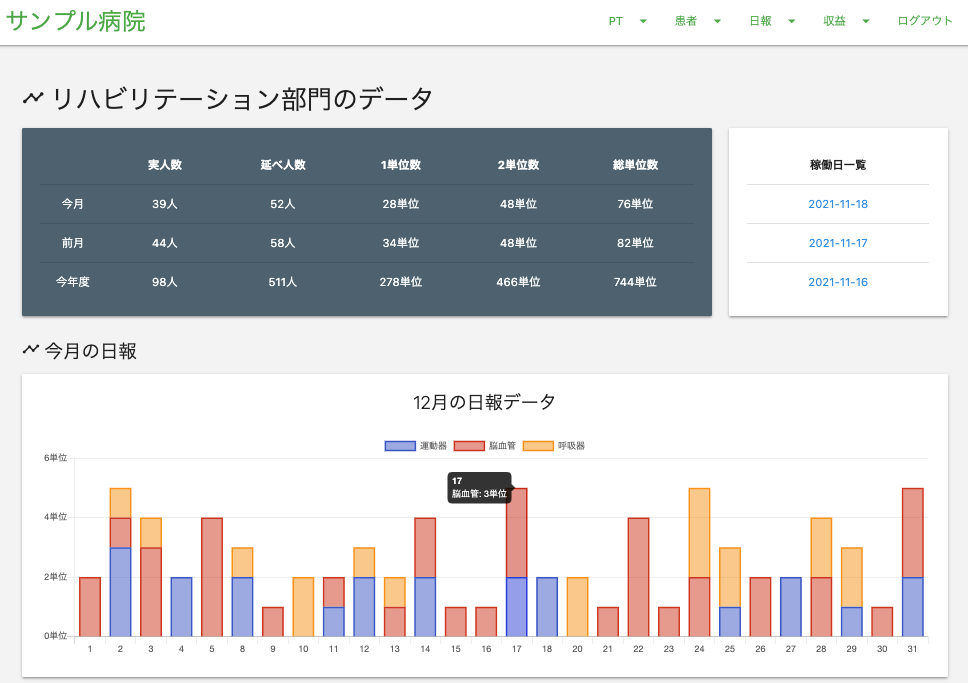 サンプル病院 PT 患者 日報 収益 ログアウト
リハビリテーション部門のデータ
実人数 延べ人数 1単位数 2単位数 総単位数
今月 39人 52人 28単位 48単位 76単位
前月 44人 58人 34単位 48単位 82単位
今年度 98人 511人 278単位 466単位 744単位
稼働日一覧
2021-11-18
2021-11-17
2021-11-16
今月の日報
12月の日報データ
運動器 脳血管 呼吸器
6単位
4単位
2単位
0単位
17
脳血管: 3単位
1 2 3 4 5 8 9 10 11 12 13 14 15 16 17 18 20 21 22 23 24 25 26 27 28 29 30 31